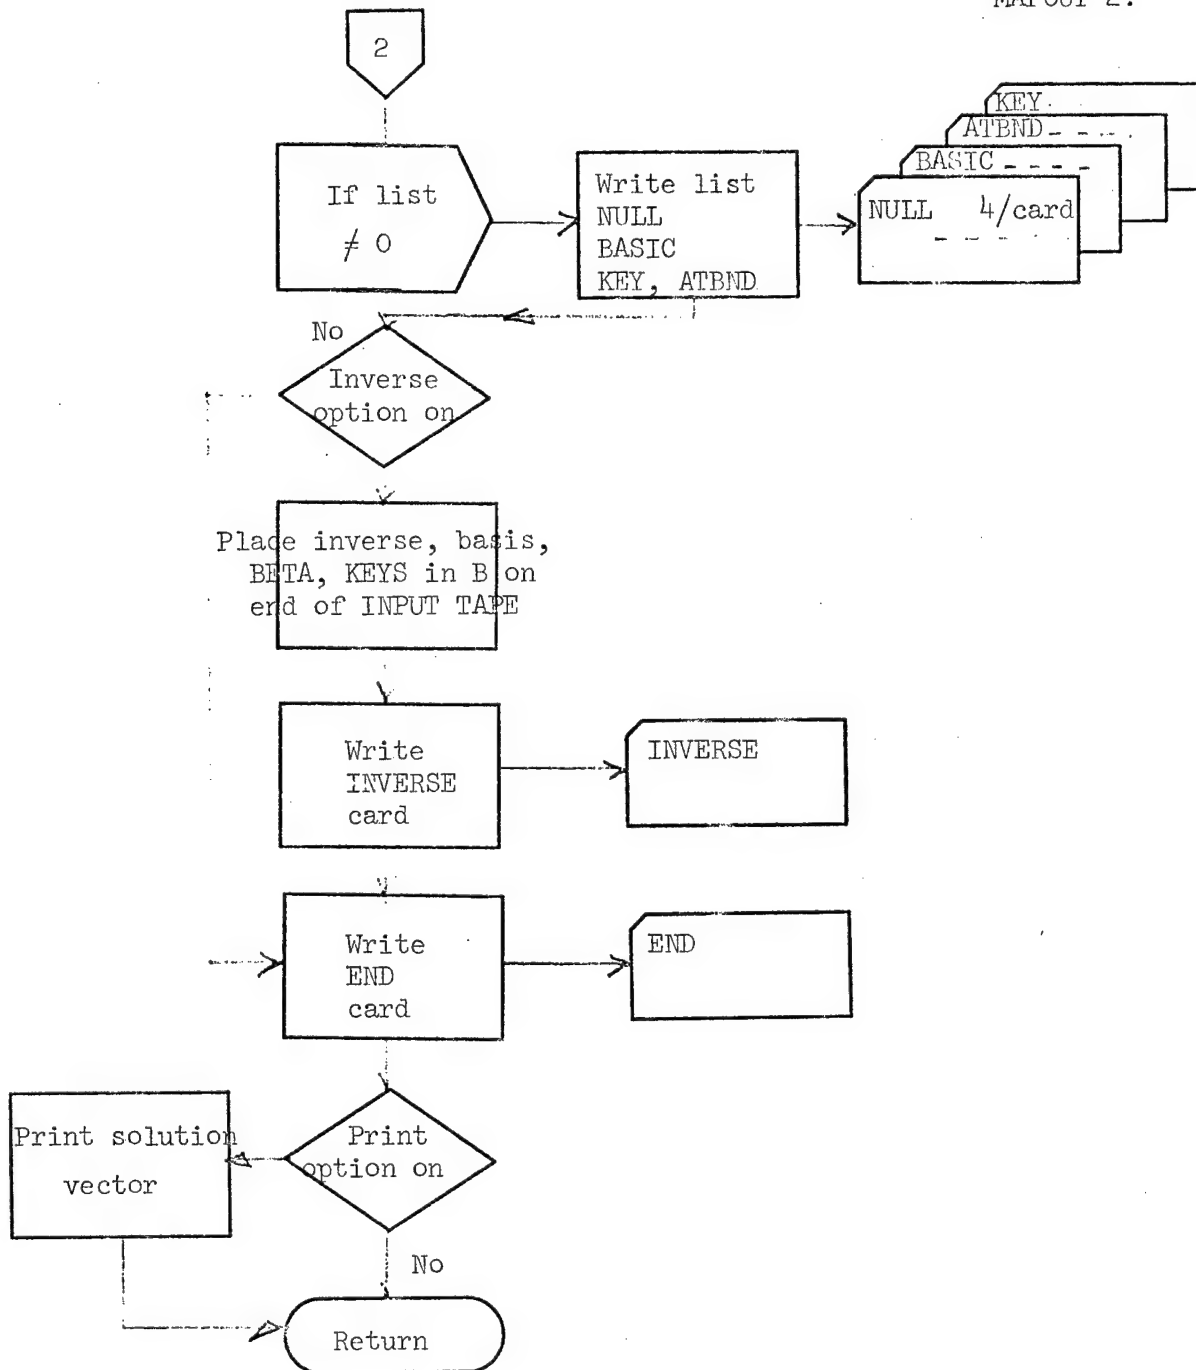 2.
2
KEY
ATBND
BASIC
NULL 4/card
If list
≠ 0
Write list
NULL
BASIC
KEY, ATBND
No
Inverse
option on
Place inverse, basis,
BETA, KEYS in B on
end of INPUT TAPE
Write
INVERSE
card
INVERSE
Write
END
card
END
Print solution
vector
Print
option on
No
Return